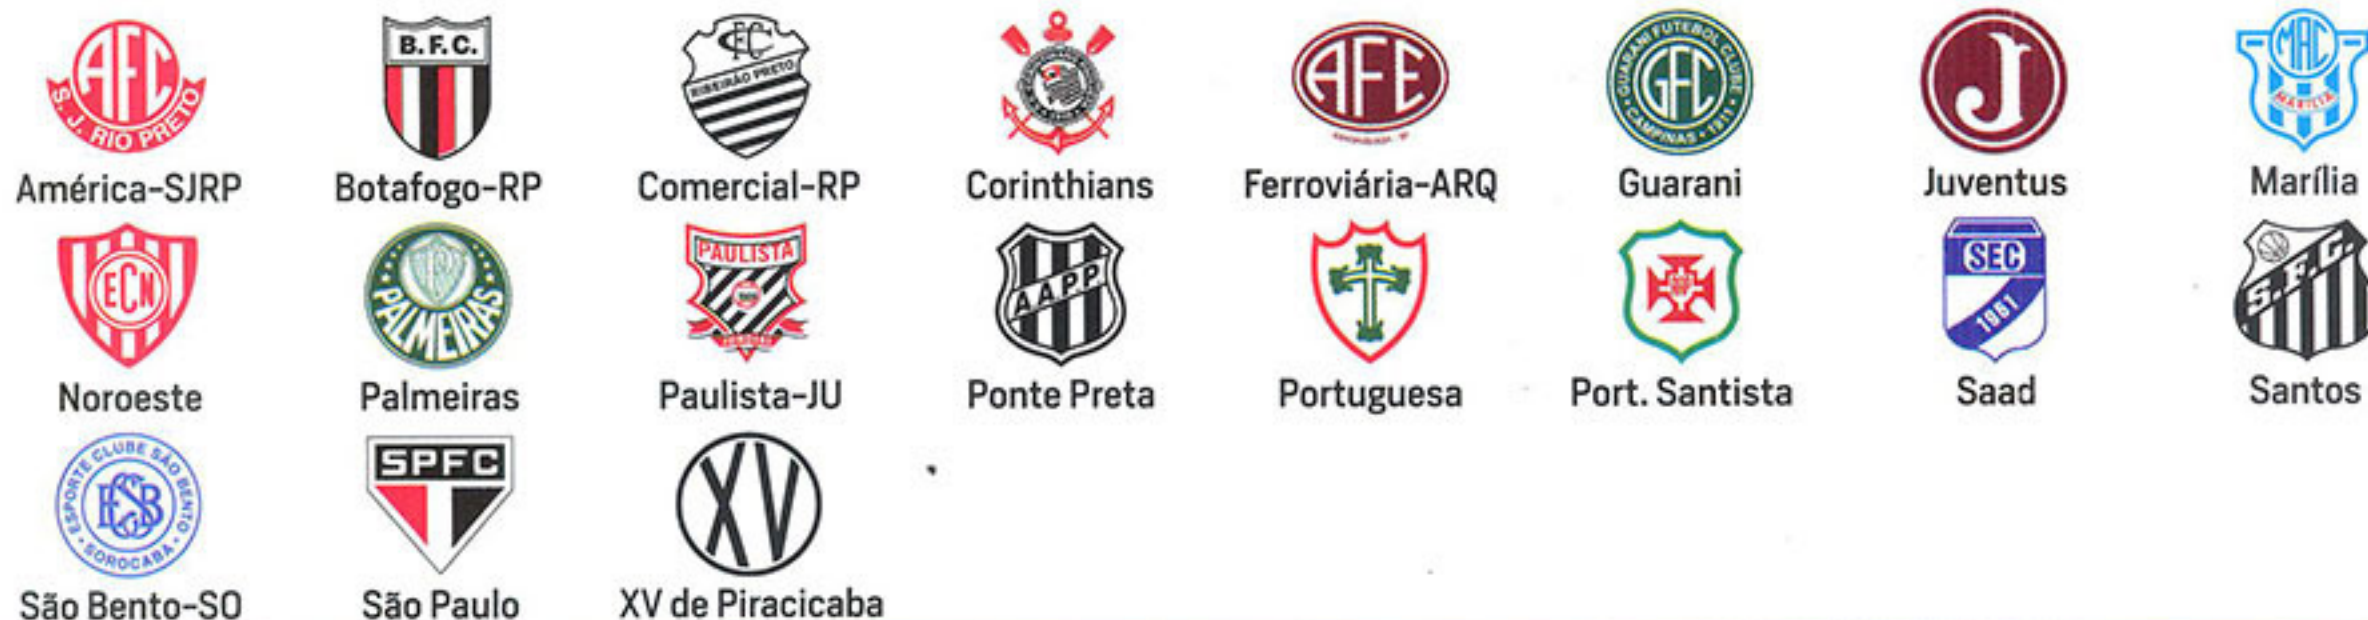 AFC
S. J. RIO PRETO
B. F. C.
CFC
RIBEIRÃO PRETO
AFE
GUARANI FUTEBOL CLUBE
GFC
CAMPINAS • 1911
J
MAC
MARÍLIA
América-SJRP
Botafogo-RP
Comercial-RP
Corinthians
Ferroviária-ARQ
Guarani
Juventus
Marília
ECN
PALMEIRAS
PAULISTA
A.A.P.P.
SEC
1961
S.F.C.
Noroeste
Palmeiras
Paulista-JU
Ponte Preta
Portuguesa
Port. Santista
Saad
Santos
ESPORTE CLUBE SÃO BENTO
ECSB
SOROCABA
SPFC
XV
São Bento-SO
São Paulo
XV de Piracicaba